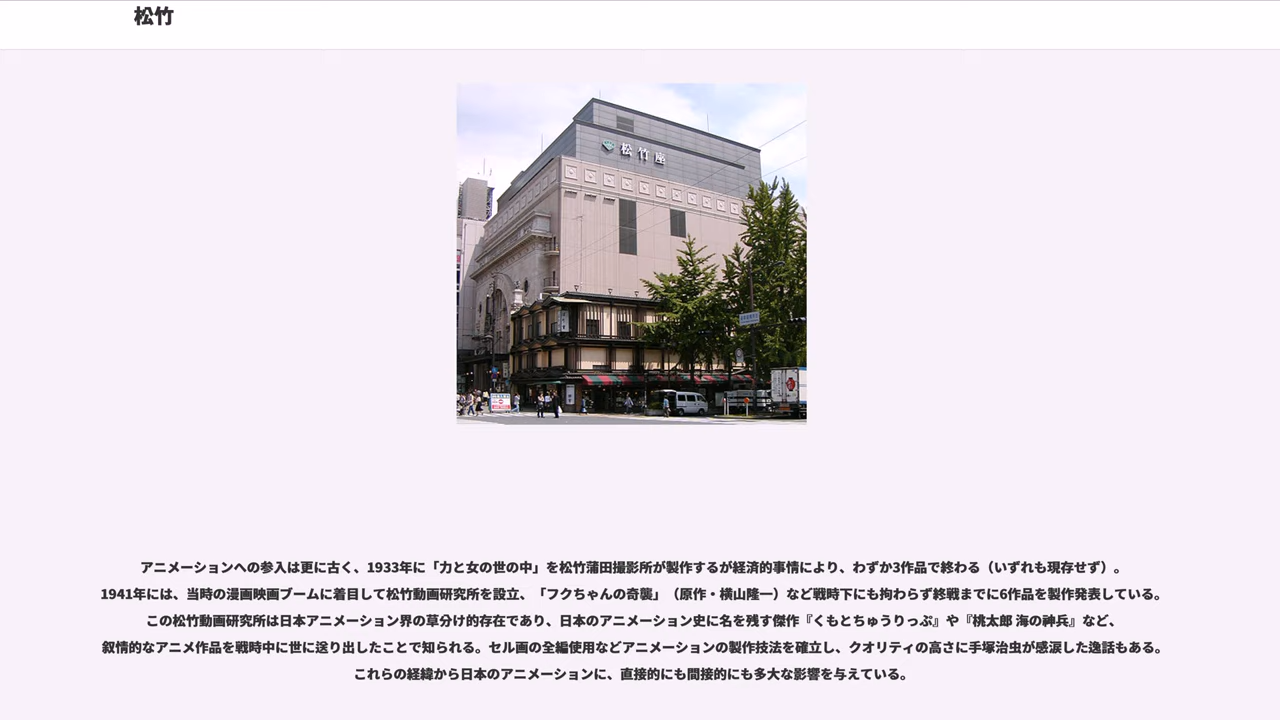 松竹
松竹座
アニメーションへの参入は更に古く、1933年に「力と女の世の中」を松竹蒲田撮影所が製作するが経済的事情により、わずか3作品で終わる（いずれも現存せず）。
1941年には、当時の漫画映画ブームに着目して松竹動画研究所を設立、「フクちゃんの奇襲」（原作・横山隆一）など戦時下にも拘わらず終戦までに6作品を製作発表している。
この松竹動画研究所は日本アニメーション界の草分け的存在であり、日本のアニメーション史に名を残す傑作『くもとちゅうりっぷ』や『桃太郎 海の神兵』など、
叙情的なアニメ作品を戦時中に世に送り出したことで知られる。セル画の全編使用などアニメーションの製作技法を確立し、クオリティの高さに手塚治虫が感涙した逸話もある。
これらの経緯から日本のアニメーションに、直接的にも間接的にも多大な影響を与えている。